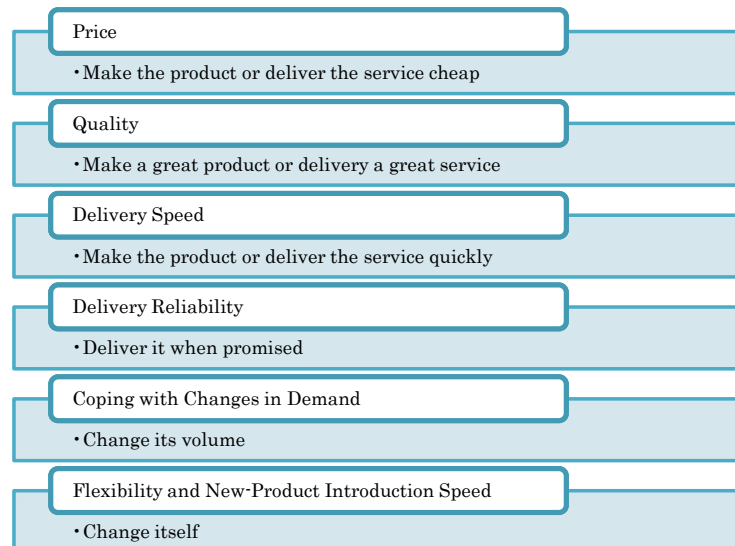 Price
•Make the product or deliver the service cheap
Quality
•Make a great product or delivery a great service
Delivery Speed
•Make the product or deliver the service quickly
Delivery Reliability
•Deliver it when promised
Coping with Changes in Demand
•Change its volume
Flexibility and New-Product Introduction Speed
•Change itself